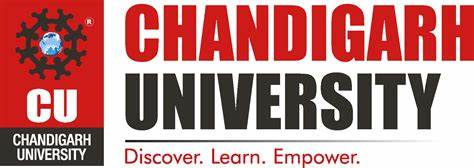 ®
CU
CHANDIGARH
UNIVERSITY
CHANDIGARH
UNIVERSITY
Discover. Learn. Empower.